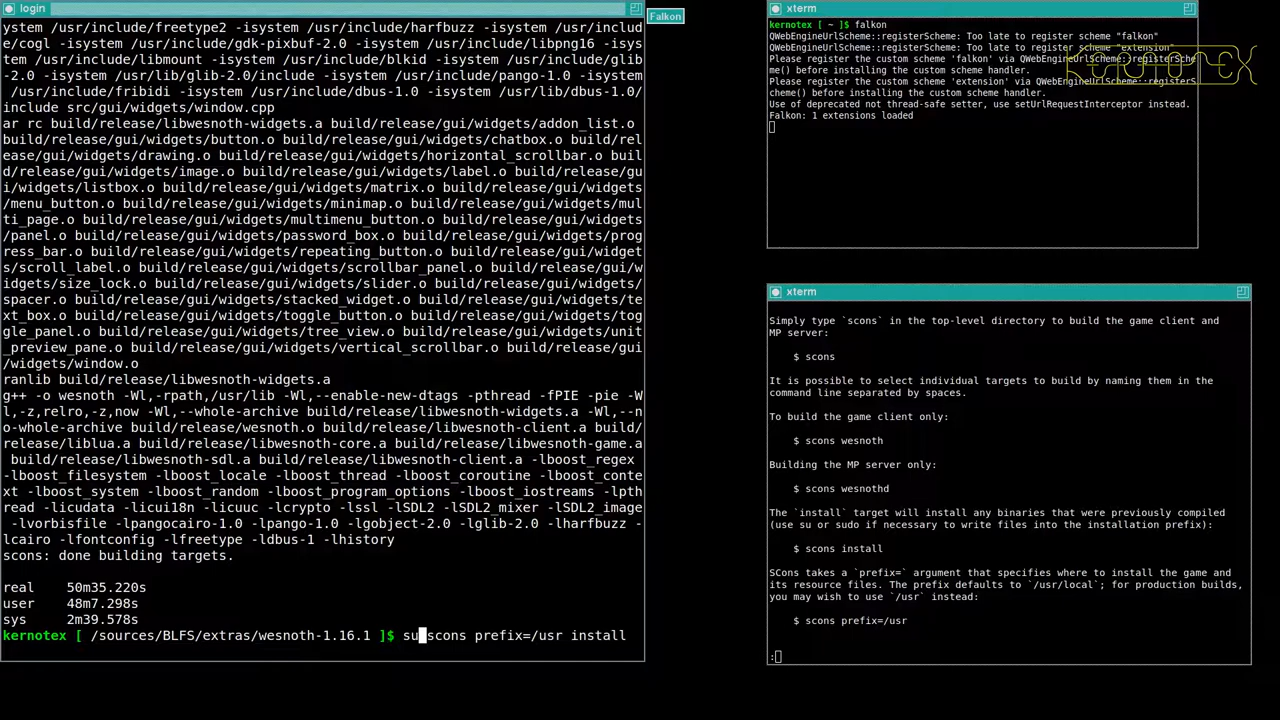 login
ystem /usr/include/freetype2 -isystem /usr/include/harfbuzz -isystem /usr/includ
e/cogl -isystem /usr/include/gdk-pixbuf-2.0 -isystem /usr/include/libpng16 -isys
tem /usr/include/libmount -isystem /usr/include/blkid -isystem /usr/include/glib
-2.0 -isystem /usr/lib/glib-2.0/include -isystem /usr/include/pango-1.0 -isystem
 /usr/include/fribidi -isystem /usr/include/dbus-1.0 -isystem /usr/lib/dbus-1.0/
include src/gui/widgets/window.cpp
ar rc build/release/libwesnoth-widgets.a build/release/gui/widgets/addon_list.o
build/release/gui/widgets/button.o build/release/gui/widgets/chatbox.o build/rel
ease/gui/widgets/drawing.o build/release/gui/widgets/horizontal_scrollbar.o buil
d/release/gui/widgets/image.o build/release/gui/widgets/label.o build/release/gu
i/widgets/listbox.o build/release/gui/widgets/matrix.o build/release/gui/widgets
/menu_button.o build/release/gui/widgets/minimap.o build/release/gui/widgets/mul
ti_page.o build/release/gui/widgets/multimenu_button.o build/release/gui/widgets
/panel.o build/release/gui/widgets/password_box.o build/release/gui/widgets/prog
ress_bar.o build/release/gui/widgets/repeating_button.o build/release/gui/widget
s/scroll_label.o build/release/gui/widgets/scrollbar_panel.o build/release/gui/w
idgets/size_lock.o build/release/gui/widgets/slider.o build/release/gui/widgets/
spacer.o build/release/gui/widgets/stacked_widget.o build/release/gui/widgets/te
xt_box.o build/release/gui/widgets/toggle_button.o build/release/gui/widgets/tog
gle_panel.o build/release/gui/widgets/tree_view.o build/release/gui/widgets/unit
_preview_pane.o build/release/gui/widgets/vertical_scrollbar.o build/release/gui
/widgets/window.o
ranlib build/release/libwesnoth-widgets.a
g++ -o wesnoth -Wl,-rpath,/usr/lib -Wl,--enable-new-dtags -pthread -fPIE -pie -W
l,-z,relro,-z,now -Wl,--whole-archive build/release/libwesnoth-widgets.a -Wl,--n
o-whole-archive build/release/wesnoth.o build/release/libwesnoth-client.a build/
release/liblua.a build/release/libwesnoth-core.a build/release/libwesnoth-game.a
 build/release/libwesnoth-sdl.a build/release/libwesnoth-client.a -lboost_regex
-lboost_filesystem -lboost_locale -lboost_thread -lboost_coroutine -lboost_conte
xt -lboost_system -lboost_random -lboost_program_options -lboost_iostreams -lpth
read -licudata -licui18n -licuuc -lcrypto -lssl -lSDL2 -lSDL2_mixer -lSDL2_image
 -lvorbisfile -lpangocairo-1.0 -lpango-1.0 -lgobject-2.0 -lglib-2.0 -lharfbuzz -
lcairo -lfontconfig -lfreetype -ldbus-1 -lhistory
scons: done building targets.
real    50m35.220s
user    48m7.298s
sys     2m39.578s
kernotex [ /sources/BLFS/extras/wesnoth-1.16.1 ]$ su scons prefix=/usr install
Falkon
xterm
kernotex [ ~ ]$ falkon
QWebEngineUrlScheme::registerScheme: Too late to register scheme "falkon"
QWebEngineUrlScheme::registerScheme: Too late to register scheme "extension"
Please register the custom scheme 'falkon' via QWebEngineUrlScheme::registerSche
me() before installing the custom scheme handler.
Please register the custom scheme 'extension' via QWebEngineUrlScheme::registerS
cheme() before installing the custom scheme handler.
Use of deprecated not thread-safe setter, use setUrlRequestInterceptor instead.
Falkon: 1 extensions loaded
KERNOTEX
xterm
Simply type `scons` in the top-level directory to build the game client and
MP server:
$ scons
It is possible to select individual targets to build by naming them in the
command line separated by spaces.
To build the game client only:
$ scons wesnoth
Building the MP server only:
$ scons wesnothd
The `install` target will install any binaries that were previously compiled
(use su or sudo if necessary to write files into the installation prefix):
$ scons install
SCons takes a `prefix=` argument that specifies where to install the game and
its resource files. The prefix defaults to `/usr/local`; for production builds,
you may wish to use `/usr` instead:
$ scons prefix=/usr
: